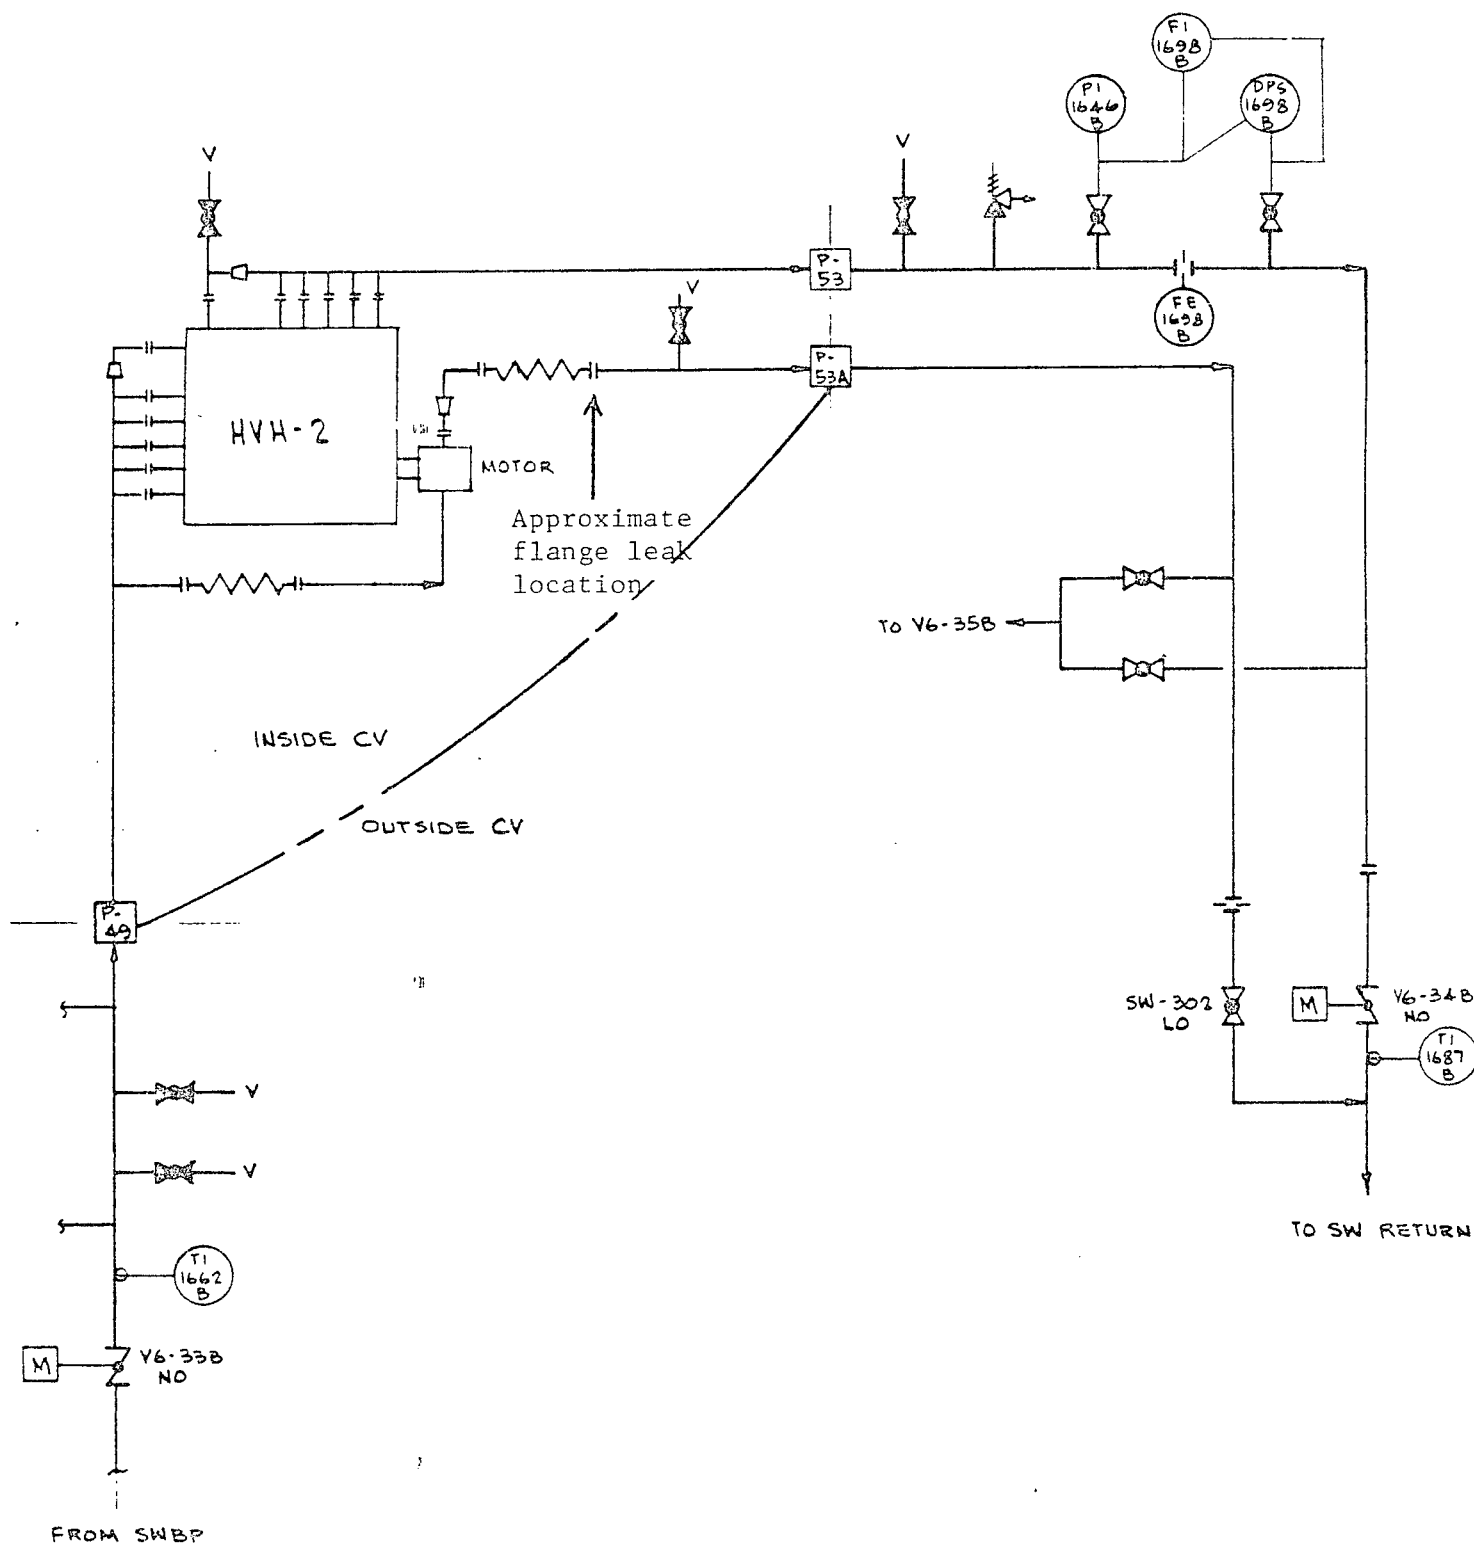 FI
1698
B
PI
1646
B
DPS
1698
B
V
V
P-
53
FE
1698
B
V
P-
53A
HVH-2
MOTOR
Approximate
flange leak
location
TO V6-35B
INSIDE CV
OUTSIDE CV
P-
49
SW-302
LO
M
V6-34B
NO
TI
1687
B
V
V
TO SW RETURN
TI
1662
B
M
V6-33B
NO
FROM SWBP